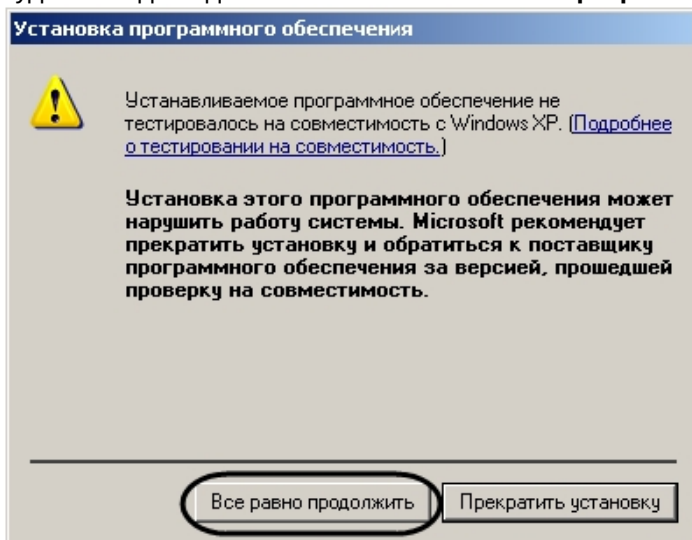 Установка программного обеспечения
Устанавливаемое программное обеспечение не
тестировалось на совместимость с Windows XP. (Подробнее
о тестировании на совместимость.)
Установка этого программного обеспечения может
нарушить работу системы. Microsoft рекомендует
прекратить установку и обратиться к поставщику
программного обеспечения за версией, прошедшей
проверку на совместимость.
Все равно продолжить Прекратить установку